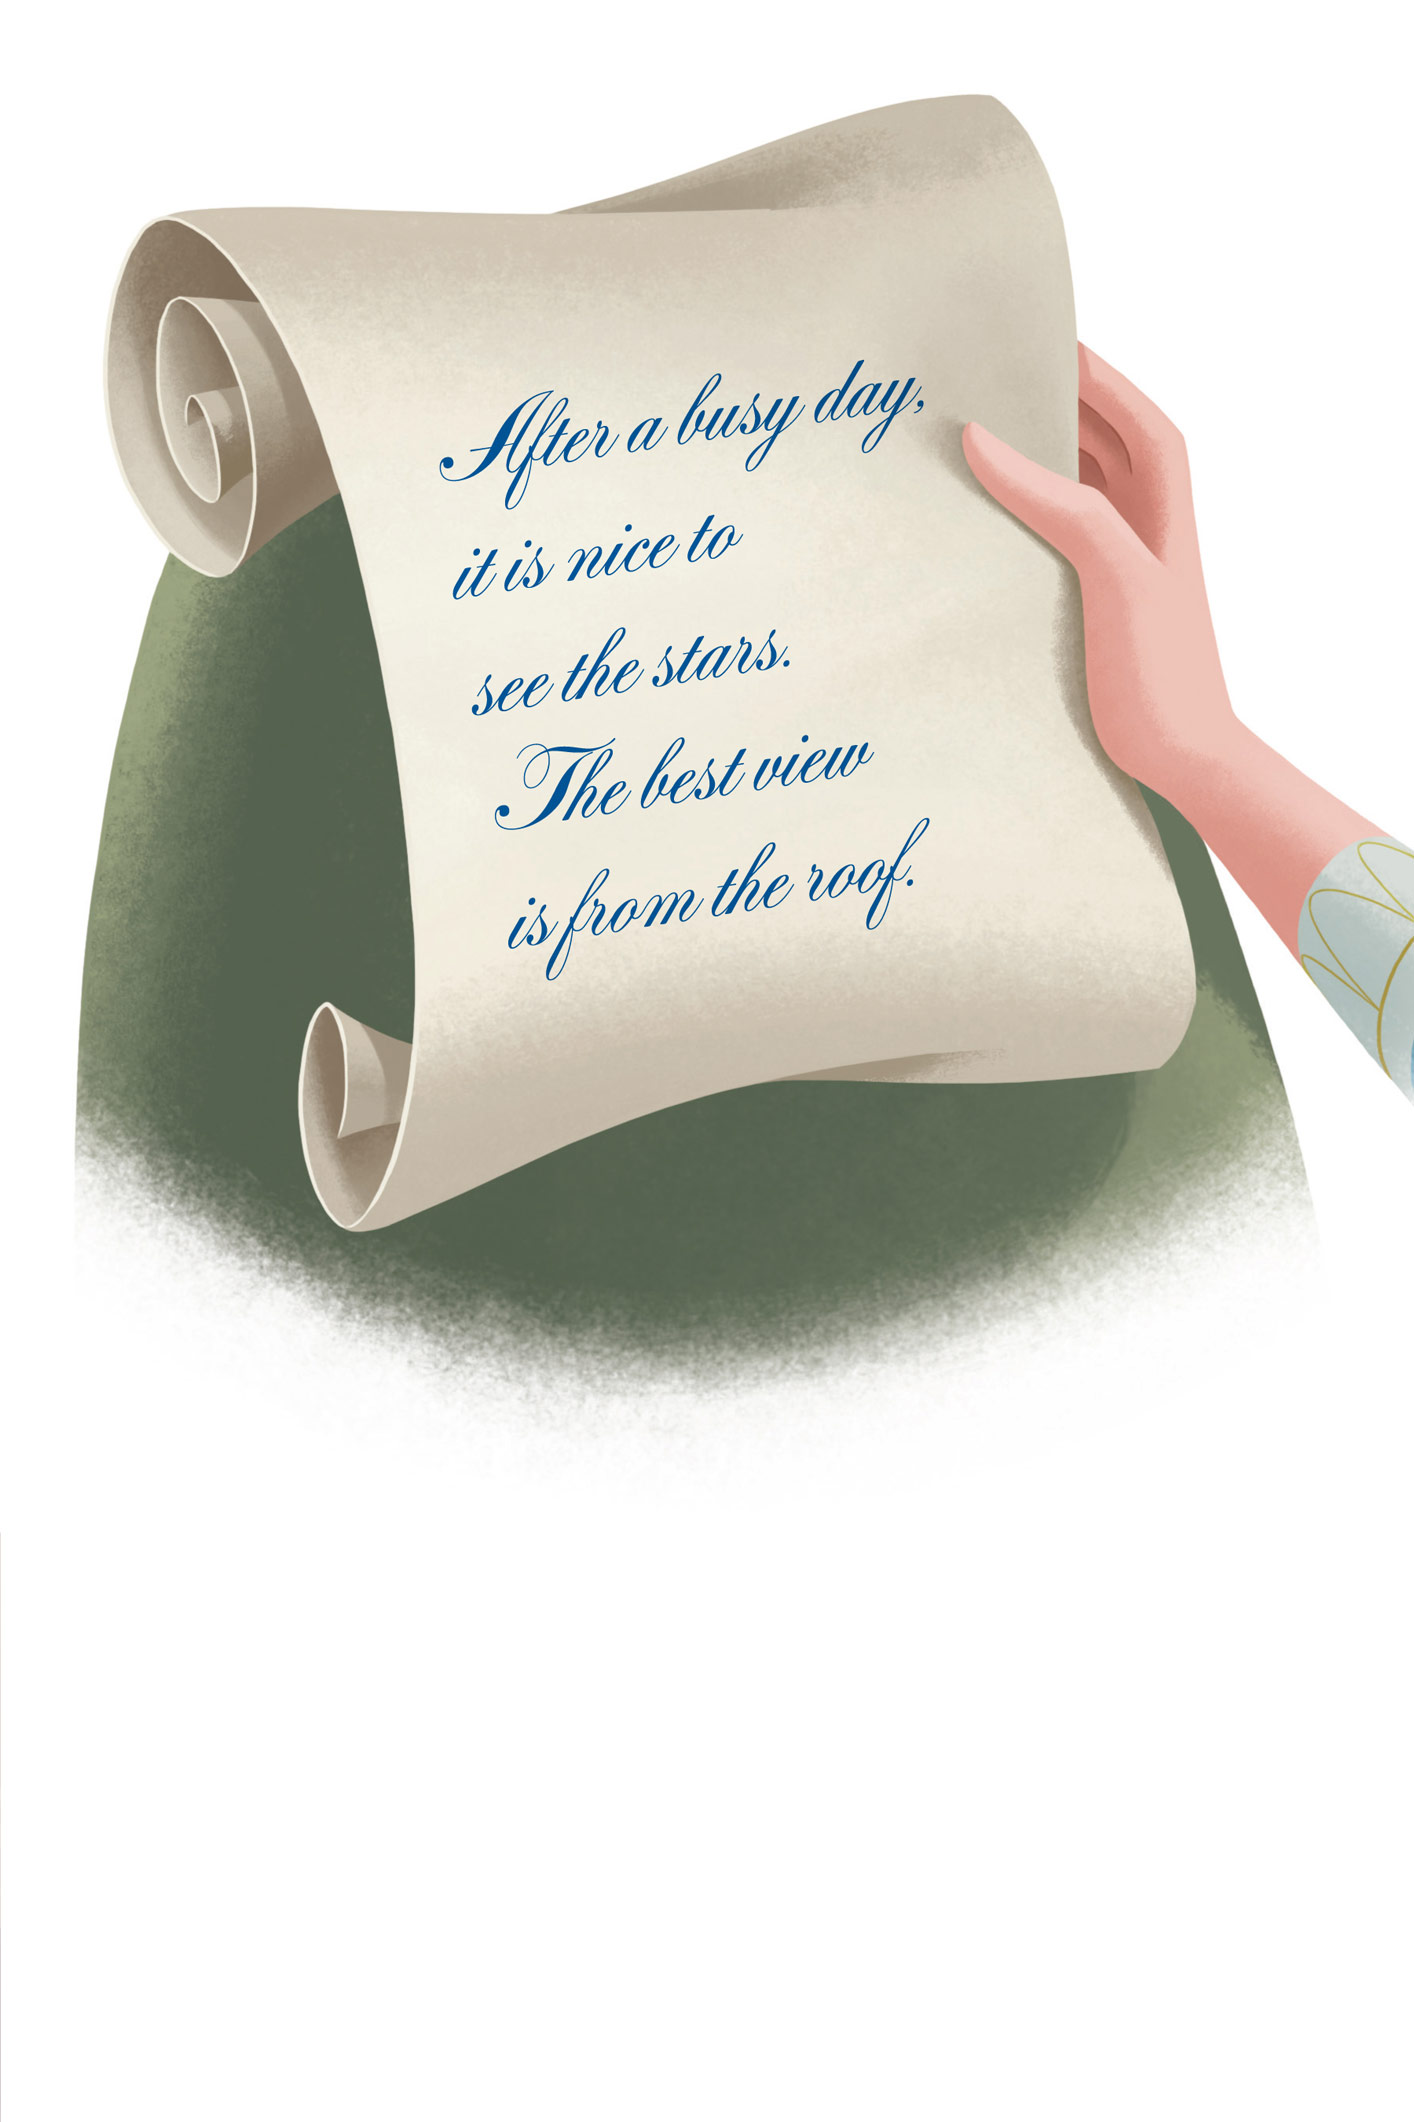 After a busy day,
it is nice to
see the stars.
The best view
is from the roof.